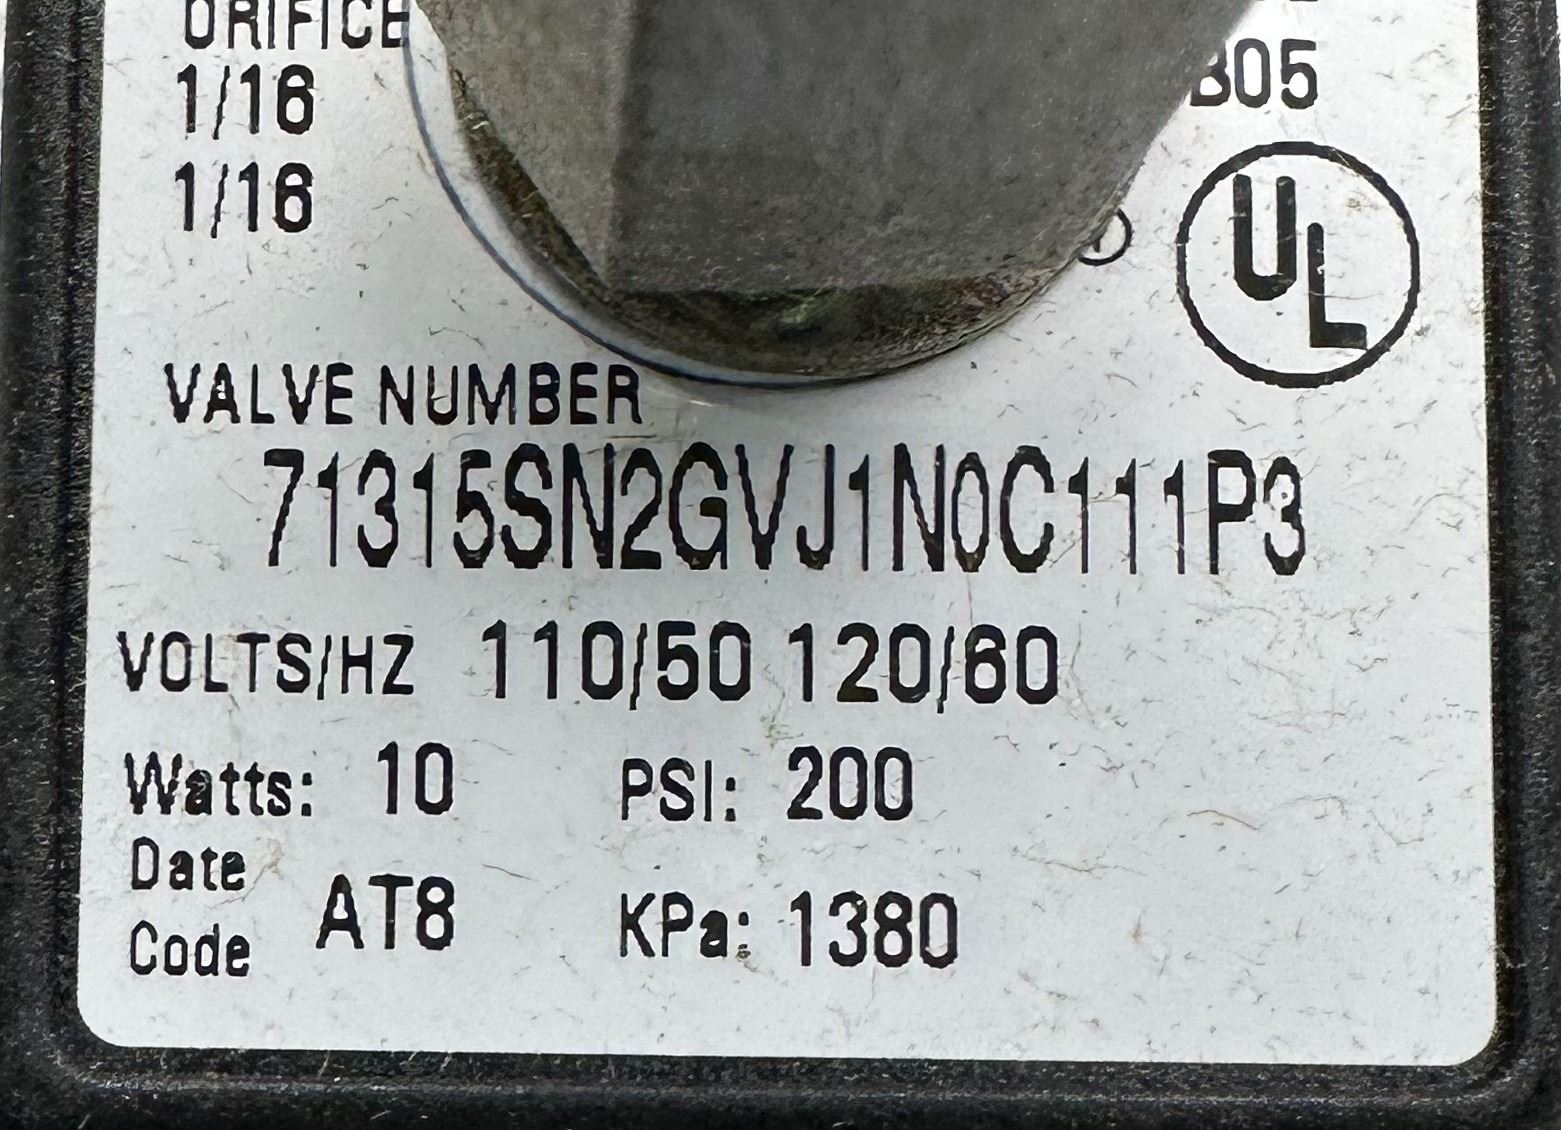 ORIFICE
1/16
1/16
B05
UL
VALVE NUMBER
71315SN2GVJ1N0C111P3
VOLTS/HZ 110/50 120/60
Watts: 10 PSI: 200
Date Code AT8 KPa: 1380